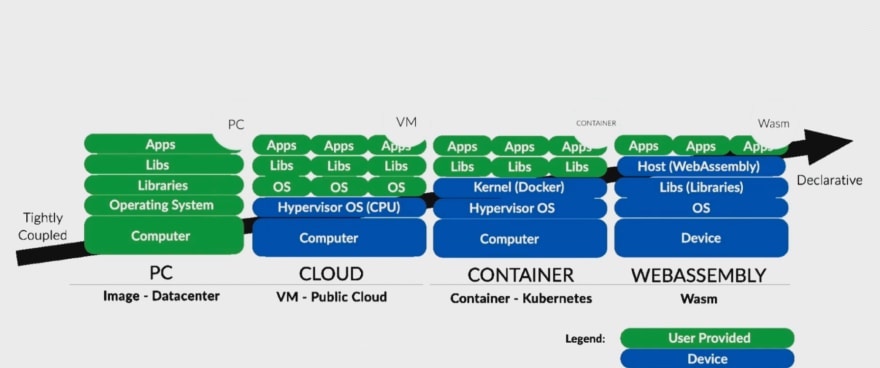 PC
VM
CONTAINER
Wasm
Apps
Libs
Libraries
Operating System
Computer
Apps Apps Apps
Libs Libs Libs
OS OS OS
Hypervisor OS (CPU)
Computer
Apps Apps Apps
Libs Libs Libs
Kernel (Docker)
Hypervisor OS
Computer
Apps Apps Apps
Host (WebAssembly)
Libs (Libraries)
OS
Device
Tightly
Coupled
Declarative
PC
Image - Datacenter
CLOUD
VM - Public Cloud
CONTAINER
Container - Kubernetes
WEBASSEMBLY
Wasm
Legend:
User Provided
Device